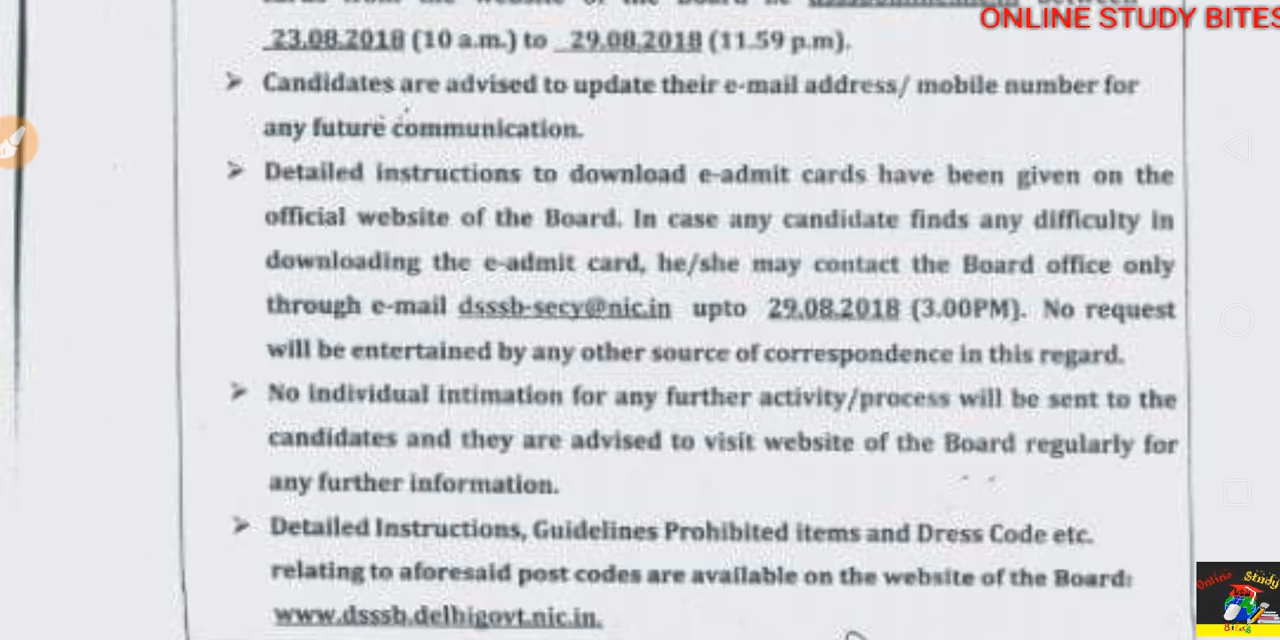 ONLINE STUDY BITES
23.08.2018 (10 a.m.) to 29.08.2018 (11.59 p.m).
➢ Candidates are advised to update their e-mail address/ mobile number for
any future communication.
➢ Detailed instructions to download e-admit cards have been given on the
official website of the Board. In case any candidate finds any difficulty in
downloading the e-admit card, he/she may contact the Board office only
through e-mail dsssb-secy@nic.in upto 29.08.2018 (3.00PM). No request
will be entertained by any other source of correspondence in this regard.
➢ No individual intimation for any further activity/process will be sent to the
candidates and they are advised to visit website of the Board regularly for
any further information.
➢ Detailed Instructions, Guidelines Prohibited items and Dress Code etc.
relating to aforesaid post codes are available on the website of the Board:
www.dsssb.delhigovt.nic.in.
Online Study
Bites